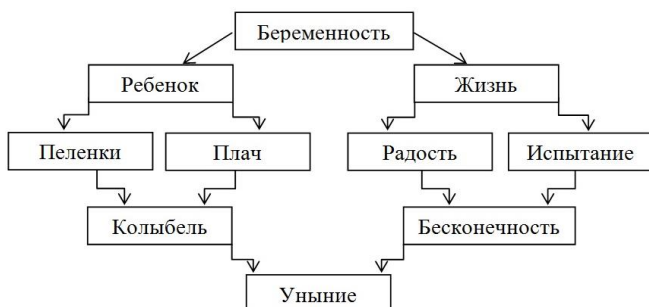 Беременность
Ребенок
Жизнь
Пеленки
Плач
Радость
Испытание
Колыбель
Бесконечность
Уныние